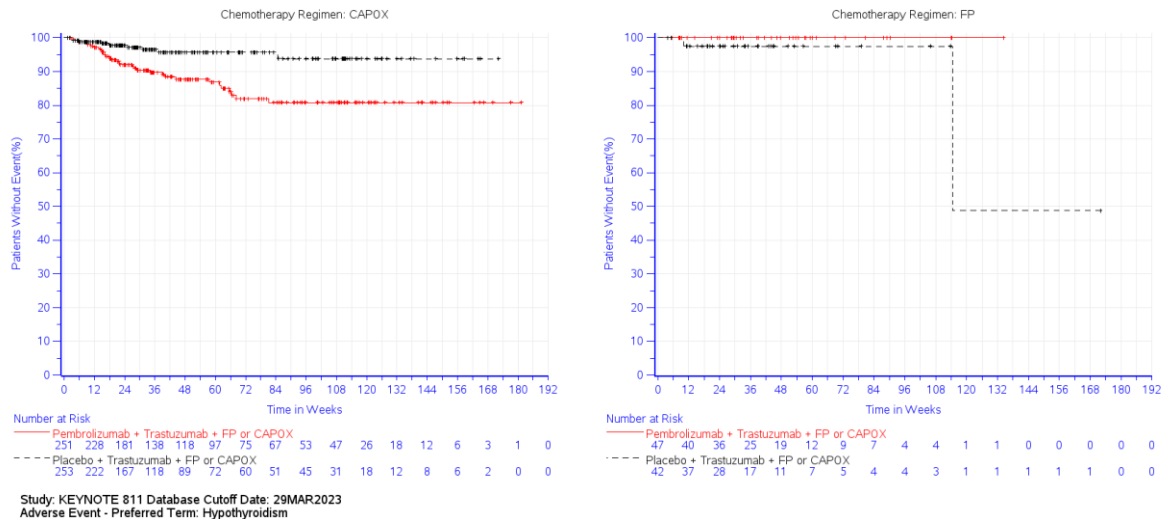 Chemotherapy Regimen: CAPOX
Patients Without Event(%)
100
90
80
70
60
50
40
30
20
10
0
0 12 24 36 48 60 72 84 96 108 120 132 144 156 168 180 192
Time in Weeks
Number at Risk
Pembrolizumab + Trastuzumab + FP or CAPOX
251 228 181 138 118 97 75 67 53 47 26 18 12 6 3 1 0
Placebo + Trastuzumab + FP or CAPOX
253 222 167 118 89 72 60 51 45 31 18 12 8 6 2 0 0
Chemotherapy Regimen: FP
Patients Without Event(%)
100
90
80
70
60
50
40
30
20
10
0
0 12 24 36 48 60 72 84 96 108 120 132 144 156 168 180 192
Time in Weeks
Number at Risk
Pembrolizumab + Trastuzumab + FP or CAPOX
47 40 36 25 19 12 9 7 4 4 1 1 0 0 0 0 0
Placebo + Trastuzumab + FP or CAPOX
42 37 28 17 11 7 5 4 4 3 1 1 1 1 1 0 0
Study: KEYNOTE 811 Database Cutoff Date: 29MAR2023
Adverse Event - Preferred Term: Hypothyroidism